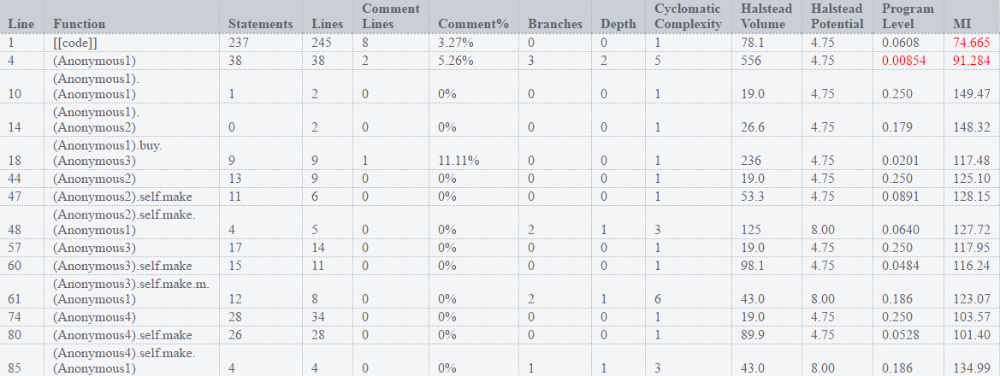 Line Function Statements Lines Comment Lines Comment% Branches Depth Cyclomatic Complexity Halstead Volume Halstead Potential Program Level MI
1 [[code]] 237 245 8 3.27% 0 0 1 78.1 4.75 0.0608 74.665
4 (Anonymous1) 38 38 2 5.26% 3 2 5 556 4.75 0.00854 91.284
10 (Anonymous1).(Anonymous1) 1 2 0 0% 0 0 1 19.0 4.75 0.250 149.47
14 (Anonymous1).(Anonymous2) 0 2 0 0% 0 0 1 26.6 4.75 0.179 148.32
18 (Anonymous1).buy.(Anonymous3) 9 9 1 11.11% 0 0 1 236 4.75 0.0201 117.48
44 (Anonymous2) 13 9 0 0% 0 0 1 19.0 4.75 0.250 125.10
47 (Anonymous2).self.make 11 6 0 0% 0 0 1 53.3 4.75 0.0891 128.15
48 (Anonymous2).self.make.(Anonymous1) 4 5 0 0% 2 1 3 125 8.00 0.0640 127.72
57 (Anonymous3) 17 14 0 0% 0 0 1 19.0 4.75 0.250 117.95
60 (Anonymous3).self.make 15 11 0 0% 0 0 1 98.1 4.75 0.0484 116.24
61 (Anonymous3).self.make.m.(Anonymous1) 12 8 0 0% 2 1 6 43.0 8.00 0.186 123.07
74 (Anonymous4) 28 34 0 0% 0 0 1 19.0 4.75 0.250 103.57
80 (Anonymous4).self.make 26 28 0 0% 0 0 1 89.9 4.75 0.0528 101.40
85 (Anonymous4).self.make.(Anonymous1) 4 4 0 0% 1 1 3 43.0 8.00 0.186 134.99